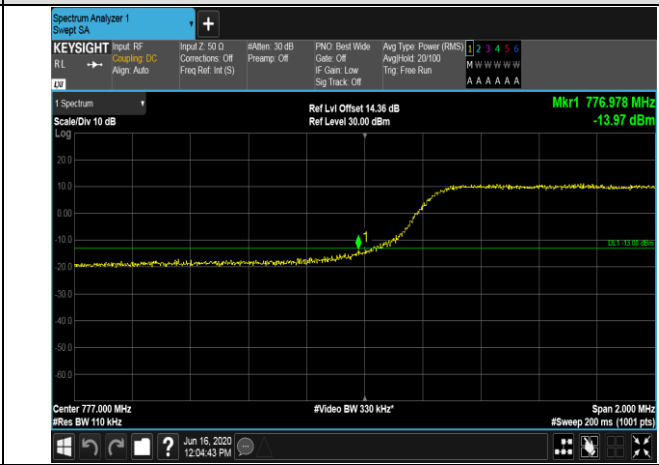 Spectrum Analyzer 1
Swept SA
+
KEYSIGHT
RL
LXI
Input: RF
Coupling: DC
Align: Auto
Input Z: 50 Ω
Corrections: Off
Freq Ref: Int (S)
#Atten: 30 dB
Preamp: Off
PNO: Best Wide
Gate: Off
IF Gain: Low
Sig Track: Off
Avg Type: Power (RMS)
Avg|Hold: 20/100
Trig: Free Run
1 2 3 4 5 6
M W W W W W
A A A A A A
1 Spectrum
Scale/Div 10 dB
Log
Ref Lvl Offset 14.36 dB
Ref Level 30.00 dBm
Mkr1 776.978 MHz
-13.97 dBm
20.0
10.0
0.00
-10.0
-20.0
-30.0
-40.0
-50.0
-60.0
1
DL1 -13.00 dBm
Center 777.000 MHz
#Res BW 110 kHz
#Video BW 330 kHz*
Span 2.000 MHz
#Sweep 200 ms (1001 pts)
?
Jun 16, 2020
12:04:43 PM